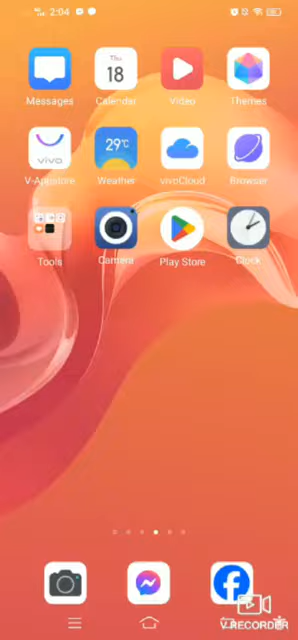 2:04
Messages
Thu
18
Calendar
Video
Themes
vivo
V-Appstore
29°C
Weather
vivoCloud
Browser
Tools
Camera
Play Store
Clock
V RECORDER